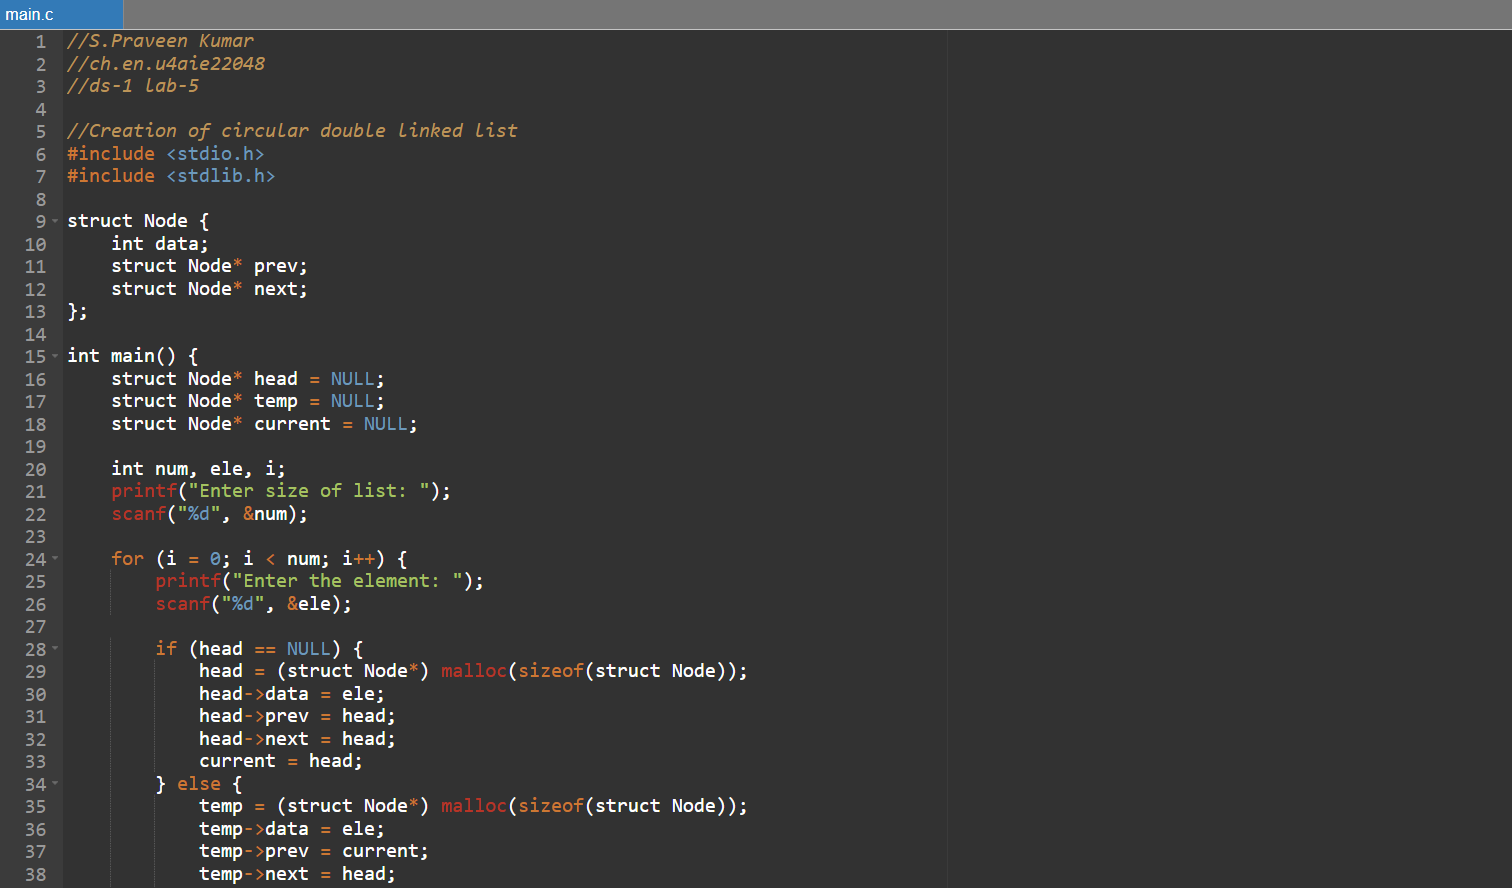 main.c
1 //S.Praveen Kumar
2 //ch.en.u4aie22048
3 //ds-1 lab-5
4
5 //Creation of circular double linked list
6 #include <stdio.h>
7 #include <stdlib.h>
8
9 struct Node {
10     int data;
11     struct Node* prev;
12     struct Node* next;
13 };
14
15 int main() {
16     struct Node* head = NULL;
17     struct Node* temp = NULL;
18     struct Node* current = NULL;
19
20     int num, ele, i;
21     printf("Enter size of list: ");
22     scanf("%d", &num);
23
24     for (i = 0; i < num; i++) {
25         printf("Enter the element: ");
26         scanf("%d", &ele);
27
28         if (head == NULL) {
29             head = (struct Node*) malloc(sizeof(struct Node));
30             head->data = ele;
31             head->prev = head;
32             head->next = head;
33             current = head;
34         } else {
35             temp = (struct Node*) malloc(sizeof(struct Node));
36             temp->data = ele;
37             temp->prev = current;
38             temp->next = head;